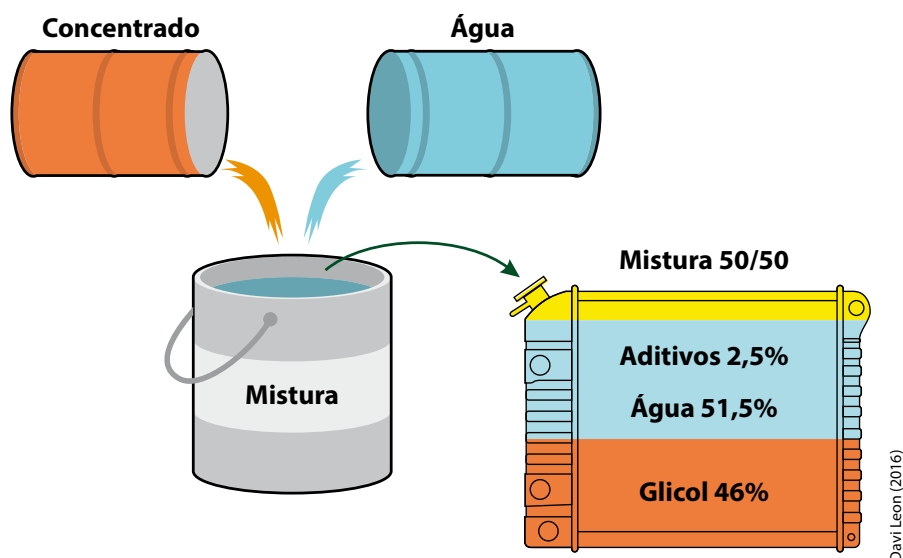 Concentrado
Água
Mistura
Mistura 50/50
Aditivos 2,5%
Água 51,5%
Glicol 46%
Davi Leon (2016)